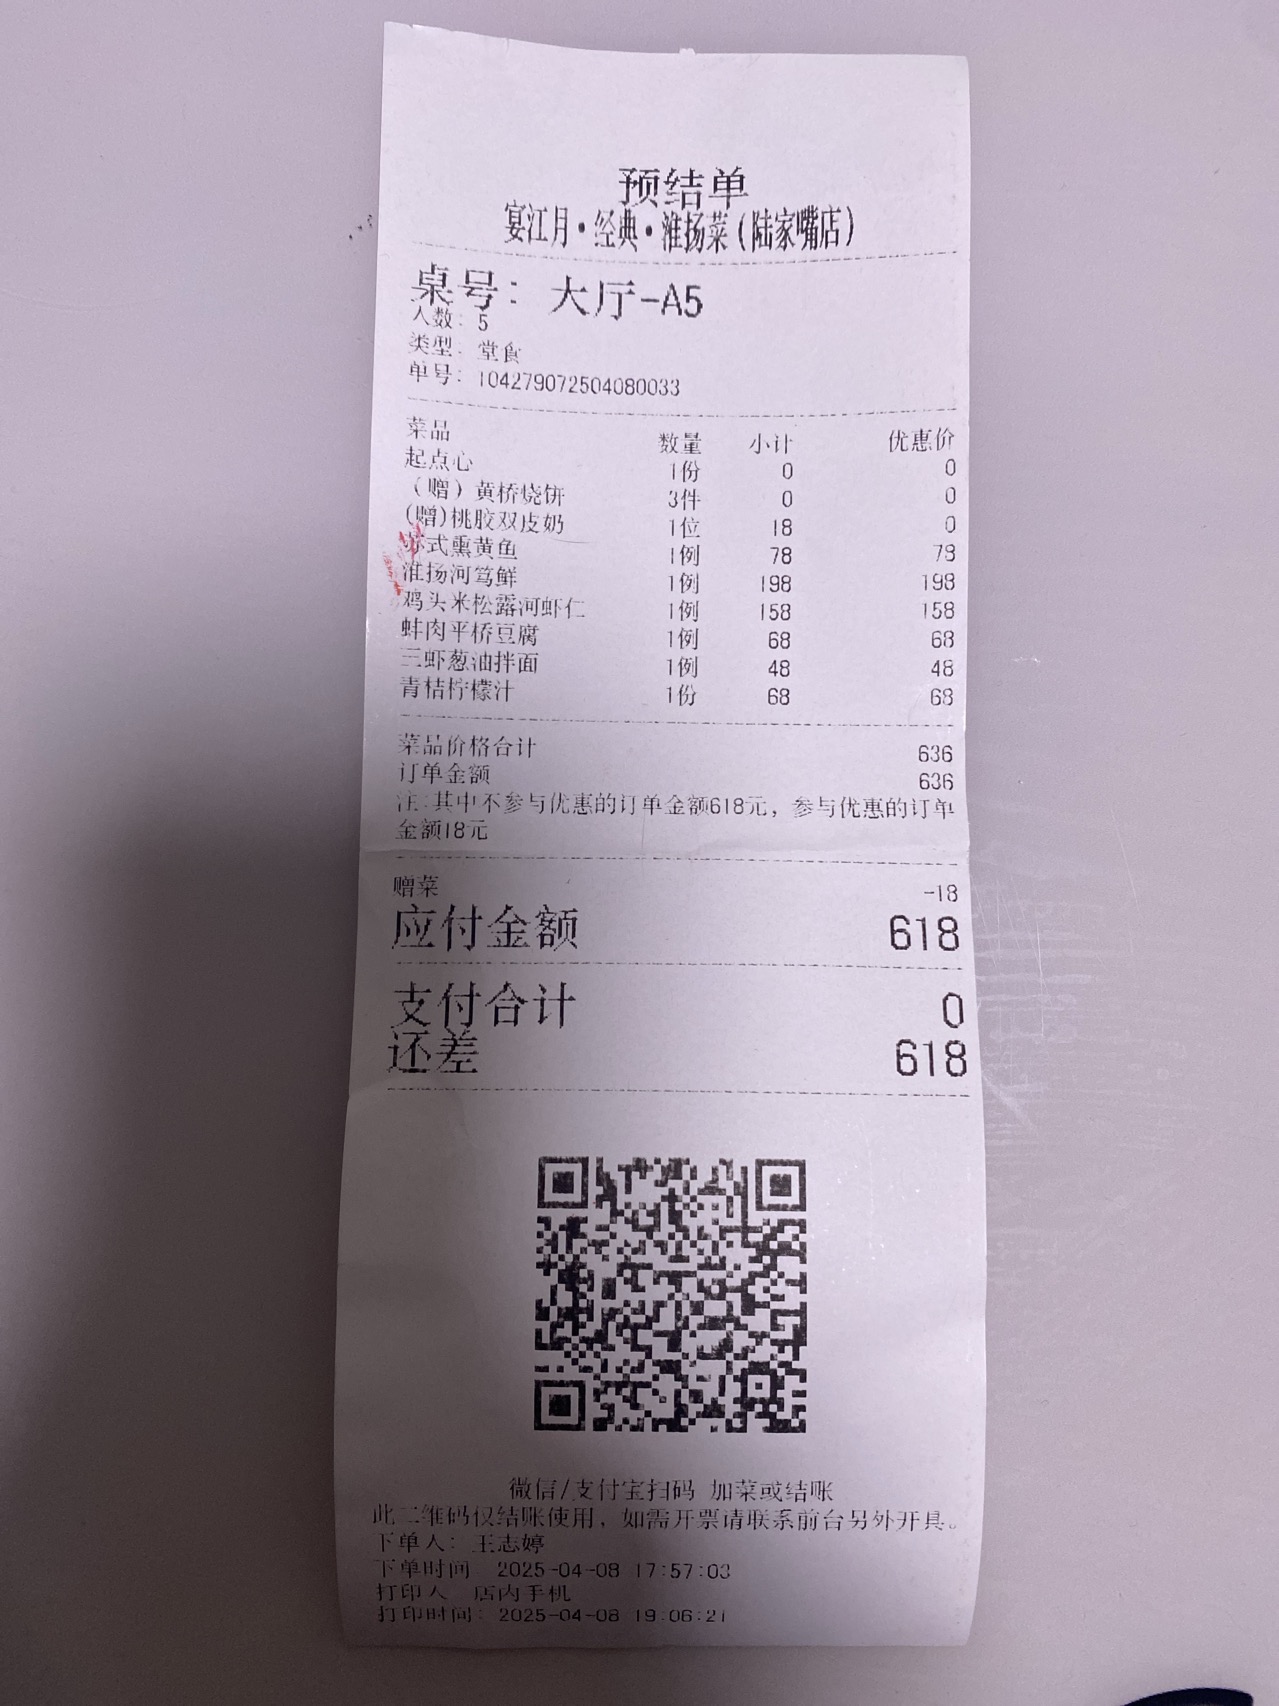 预结单
宴江月·经典·淮扬菜(陆家嘴店)
桌号: 大厅-A5
人数: 5
类型: 堂食
单号: 104279072504080033
菜品 数量 小计 优惠价
起点心 1份 0 0
(赠)黄桥烧饼 3件 0 0
(赠)桃胶双皮奶 1位 18 0
苏式熏黄鱼 1例 78 78
淮扬河笃鲜 1例 198 198
鸡头米松露河虾仁 1例 158 158
蚌肉平桥豆腐 1例 68 68
三虾葱油拌面 1例 48 48
青桔柠檬汁 1份 68 68
菜品价格合计 636
订单金额 636
注:其中不参与优惠的订单金额618元，参与优惠的订单
金额18元
赠菜 -18
应付金额 618
支付合计 0
还差 618
微信/支付宝扫码 加菜或结账
此二维码仅结账使用，如需开票请联系前台另外开具。
下单人: 王志婷
下单时间 2025-04-08 17:57:03
打印人 店内手机
打印时间: 2025-04-08 19:06:21